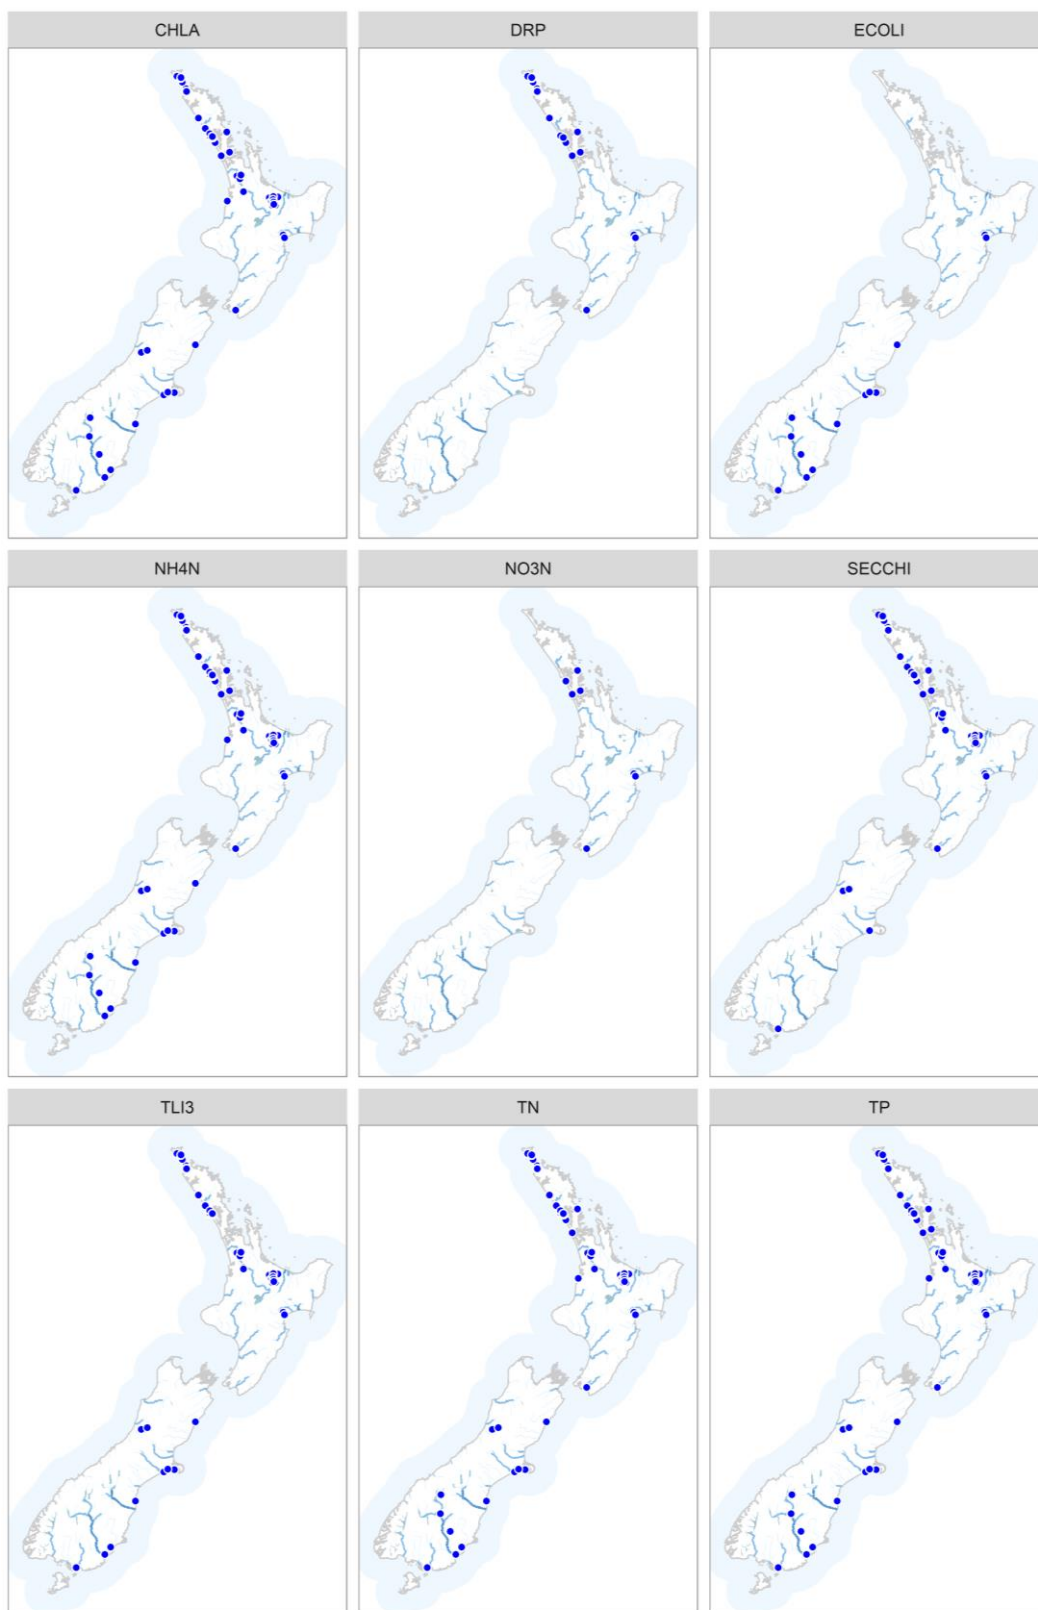 CHLA
DRP
ECOLI
NH4N
NO3N
SECCHI
TLI3
TN
TP